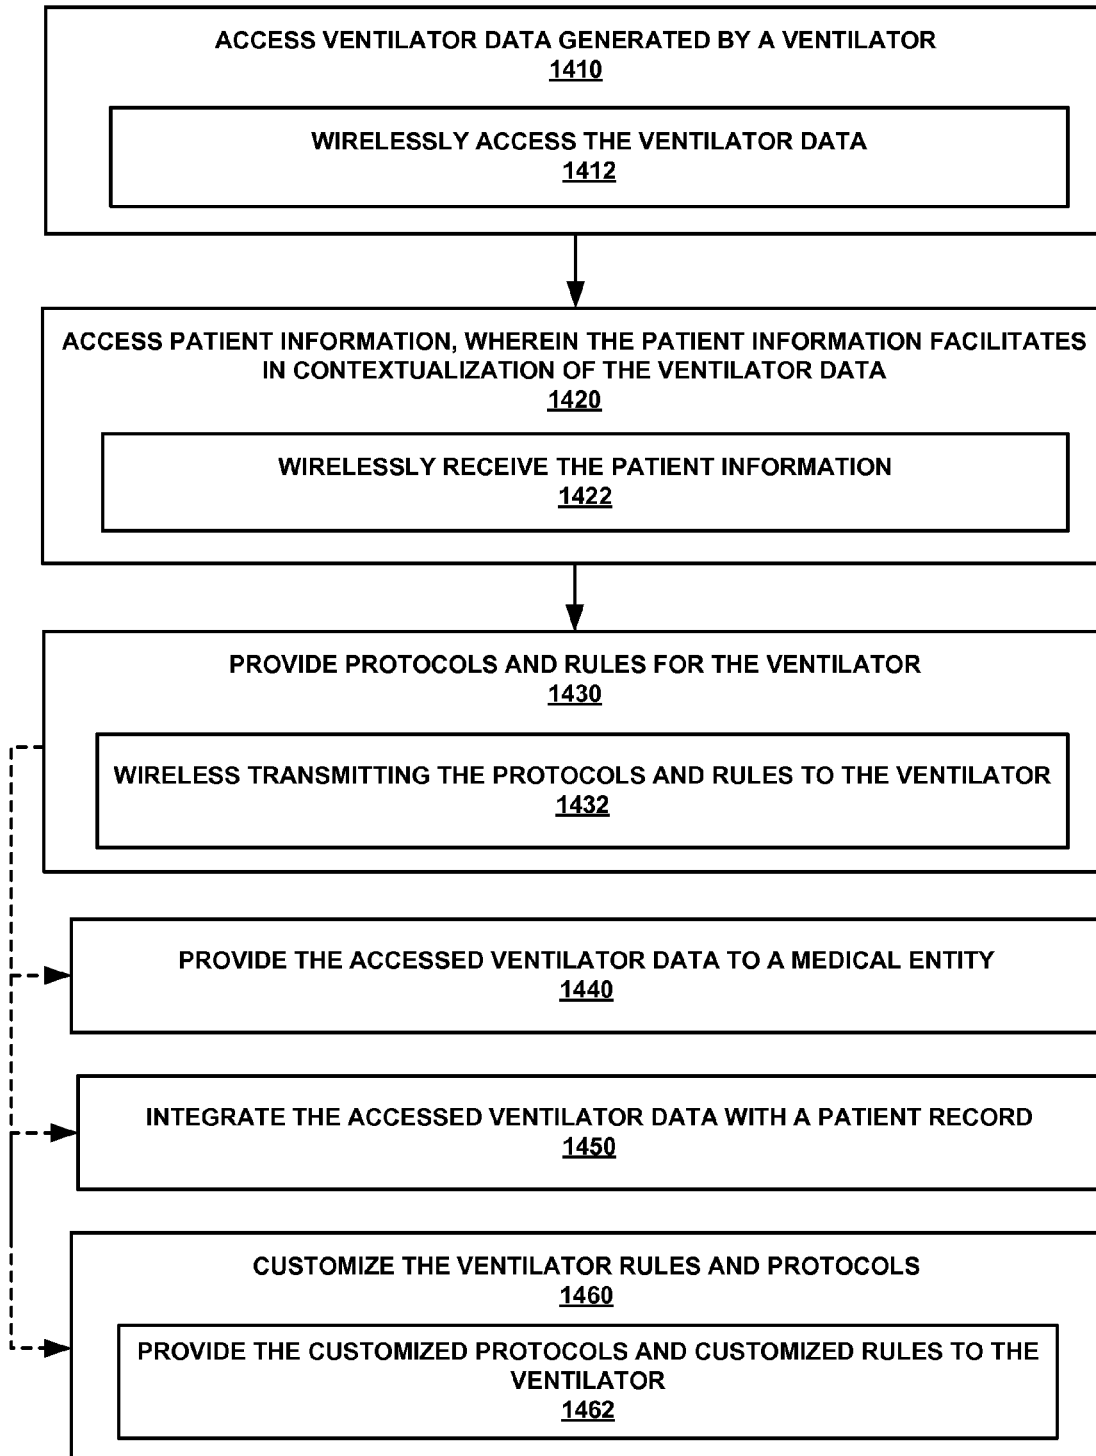 ACCESS VENTILATOR DATA GENERATED BY A VENTILATOR
1410
WIRELESSLY ACCESS THE VENTILATOR DATA
1412
ACCESS PATIENT INFORMATION, WHEREIN THE PATIENT INFORMATION FACILITATES
IN CONTEXTUALIZATION OF THE VENTILATOR DATA
1420
WIRELESSLY RECEIVE THE PATIENT INFORMATION
1422
PROVIDE PROTOCOLS AND RULES FOR THE VENTILATOR
1430
WIRELESS TRANSMITTING THE PROTOCOLS AND RULES TO THE VENTILATOR
1432
PROVIDE THE ACCESSED VENTILATOR DATA TO A MEDICAL ENTITY
1440
INTEGRATE THE ACCESSED VENTILATOR DATA WITH A PATIENT RECORD
1450
CUSTOMIZE THE VENTILATOR RULES AND PROTOCOLS
1460
PROVIDE THE CUSTOMIZED PROTOCOLS AND CUSTOMIZED RULES TO THE
VENTILATOR
1462